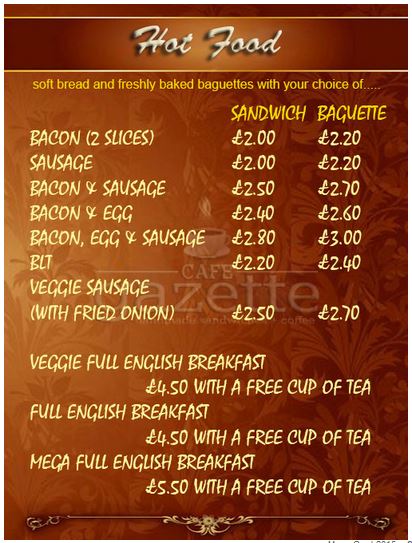 Hot Food
soft bread and freshly baked baguettes with your choice of.....
SANDWICH BAGUETTE
BACON (2 SLICES) £2.00 £2.20
SAUSAGE £2.00 £2.20
BACON & SAUSAGE £2.50 £2.70
BACON & EGG £2.40 £2.60
BACON, EGG & SAUSAGE £2.80 £3.00
BLT £2.20 £2.40
CAFE
VEGGIE SAUSAGE
gazette
(WITH FRIED ONION) £2.50 £2.70
VEGGIE FULL ENGLISH BREAKFAST
£4.50 WITH A FREE CUP OF TEA
FULL ENGLISH BREAKFAST
£4.50 WITH A FREE CUP OF TEA
MEGA FULL ENGLISH BREAKFAST
£5.50 WITH A FREE CUP OF TEA